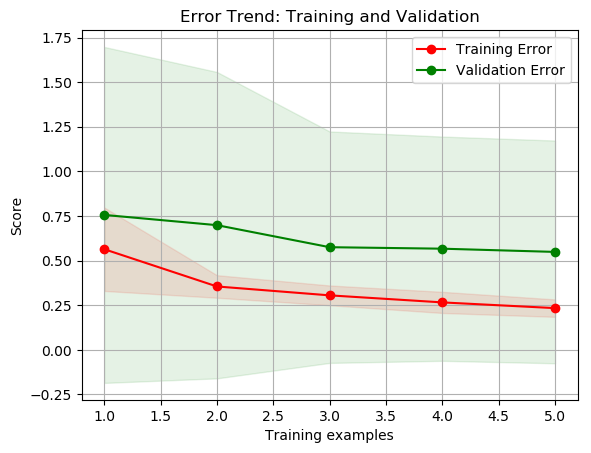 Error Trend: Training and Validation
Training Error
Validation Error
Score
1.75
1.50
1.25
1.00
0.75
0.50
0.25
0.00
−0.25
1.0 1.5 2.0 2.5 3.0 3.5 4.0 4.5 5.0
Training examples